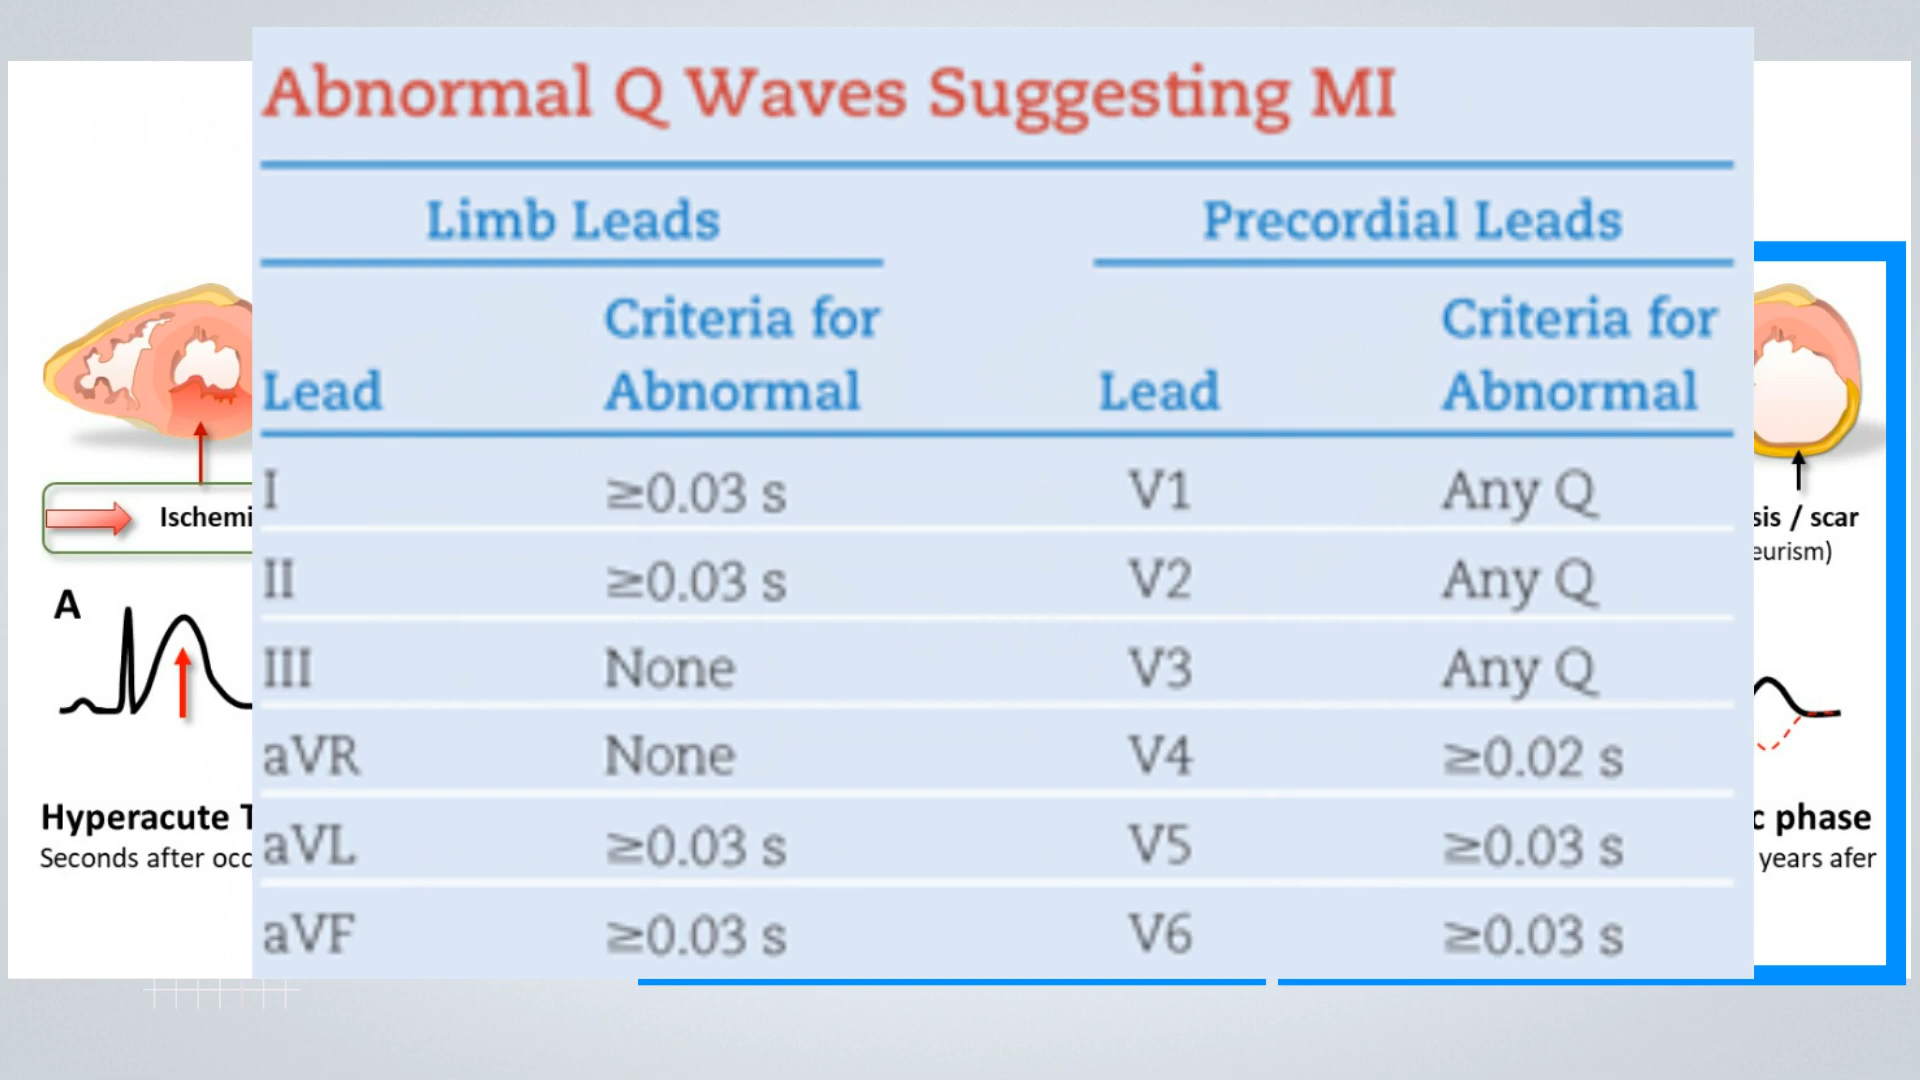 Abnormal Q Waves Suggesting MI
Limb Leads Precordial Leads
Criteria for Criteria for
Lead Abnormal Lead Abnormal
I ≥0.03 s V1 Any Q
II ≥0.03 s V2 Any Q
III None V3 Any Q
aVR None V4 ≥0.02 s
aVL ≥0.03 s V5 ≥0.03 s
aVF ≥0.03 s V6 ≥0.03 s
Q W
Ischemi
A
Hyperacute T
Seconds after occ
sis / scar
eurism)
c phase
years afer